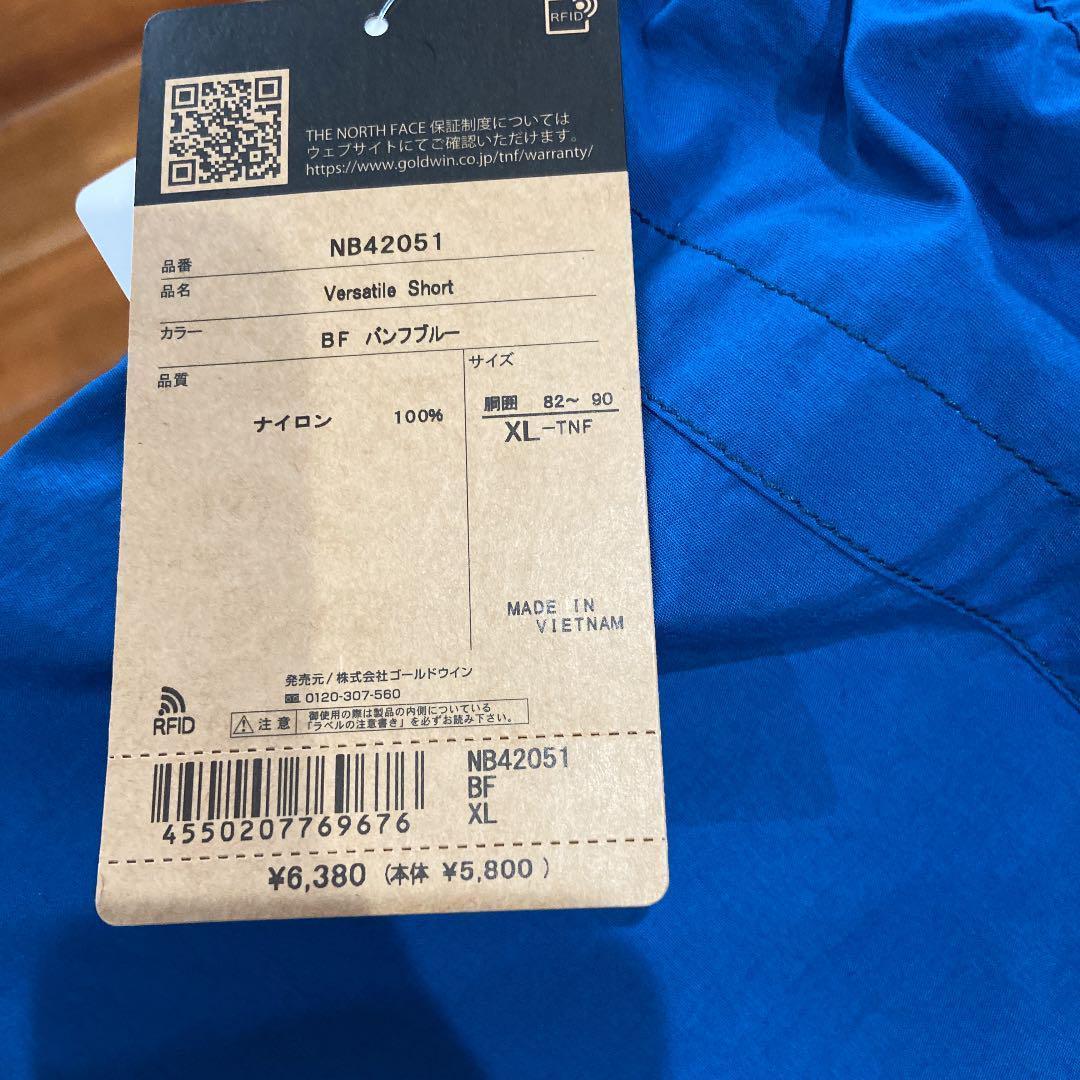 RFID
THE NORTH FACE 保証制度については
ウェブサイトにてご確認いただけます。
https://www.goldwin.co.jp/tnf/warranty/
品番 NB42051
品名 Versatile Short
カラー BF バンフブルー
品質
ナイロン 100%
サイズ
胴囲 82~ 90
XL-TNF
MADE IN
VIETNAM
発売元/株式会社ゴールドウイン
0120-307-560
RFID
注意
御使用の際は製品の内側についている
「ラベルの注意書き」を必ずお読み下さい。
4550207769676
NB42051
BF
XL
¥6,380 (本体 ¥5,800 )